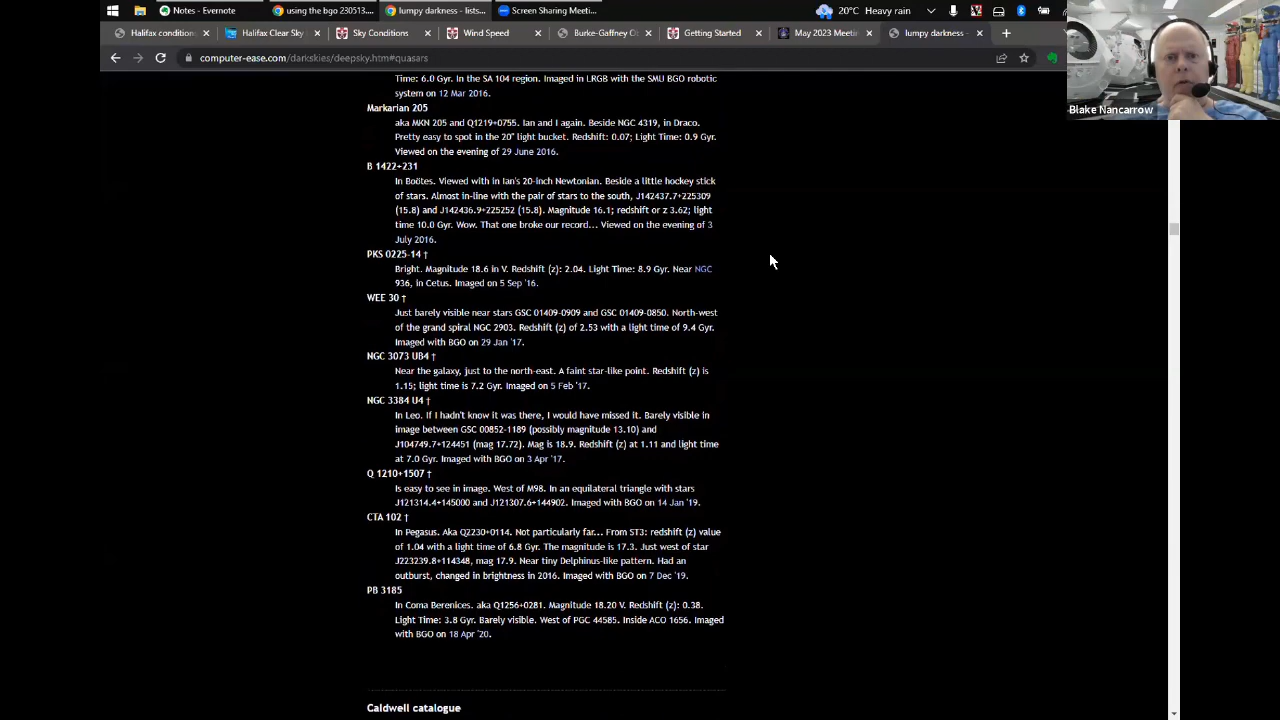 Notes - Evernote
using the bgo 230513....
lumpy darkness - lists...
Screen Sharing Meeti...
20°C Heavy rain
Halifax condition
Halifax Clear Sky
Sky Conditions
Wind Speed
Burke-Gaffney O
Getting Started
May 2023 Meeti
lumpy darkness -
computer-ease.com/darkskies/deepsky.htm#quasars
Blake Nancarrow
Time: 6.0 Gyr. In the SA 104 region. Imaged in LRGB with the SMU BGO robotic
system on 12 Mar 2016.
Markarian 205
aka MKN 205 and Q1219+0755. Ian and I again. Beside NGC 4319, in Draco.
Pretty easy to spot in the 20" light bucket. Redshift: 0.07; Light Time: 0.9 Gyr.
Viewed on the evening of 29 June 2016.
B 1422+231
In Boötes. Viewed with in Ian's 20-inch Newtonian. Beside a little hockey stick
of stars. Almost in-line with the pair of stars to the south, J142437.7+225309
(15.8) and J142436.9+225252 (15.8). Magnitude 16.1; redshift or z 3.62; light
time 10.0 Gyr. Wow. That one broke our record... Viewed on the evening of 3
July 2016.
PKS 0225-14 †
Bright. Magnitude 18.6 in V. Redshift (z): 2.04. Light Time: 8.9 Gyr. Near NGC
936, in Cetus. Imaged on 5 Sep '16.
WEE 30 †
Just barely visible near stars GSC 01409-0909 and GSC 01409-0850. North-west
of the grand spiral NGC 2903. Redshift (z) of 2.53 with a light time of 9.4 Gyr.
Imaged with BGO on 29 Jan '17.
NGC 3073 UB4 †
Near the galaxy, just to the north-east. A faint star-like point. Redshift (z) is
1.15; light time is 7.2 Gyr. Imaged on 5 Feb '17.
NGC 3384 U4 †
In Leo. If I hadn't know it was there, I would have missed it. Barely visible in
image between GSC 00852-1189 (possibly magnitude 13.10) and
J104749.7+124451 (mag 17.72). Mag is 18.9. Redshift (z) at 1.11 and light time
at 7.0 Gyr. Imaged with BGO on 3 Apr '17.
Q 1210+1507 †
Is easy to see in image. West of M98. In an equilateral triangle with stars
J121314.4+145000 and J121307.6+144902. Imaged with BGO on 14 Jan '19.
CTA 102 †
In Pegasus. Aka Q2230+0114. Not particularly far... From ST3: redshift (z) value
of 1.04 with a light time of 6.8 Gyr. The magnitude is 17.3. Just west of star
J223239.8+114348, mag 17.9. Near tiny Delphinus-like pattern. Had an
outburst, changed in brightness in 2016. Imaged with BGO on 7 Dec '19.
PB 3185
In Coma Berenices. aka Q1256+0281. Magnitude 18.20 V. Redshift (z): 0.38.
Light Time: 3.8 Gyr. Barely visible. West of PGC 44585. Inside ACO 1656. Imaged
with BGO on 18 Apr '20.
Caldwell catalogue